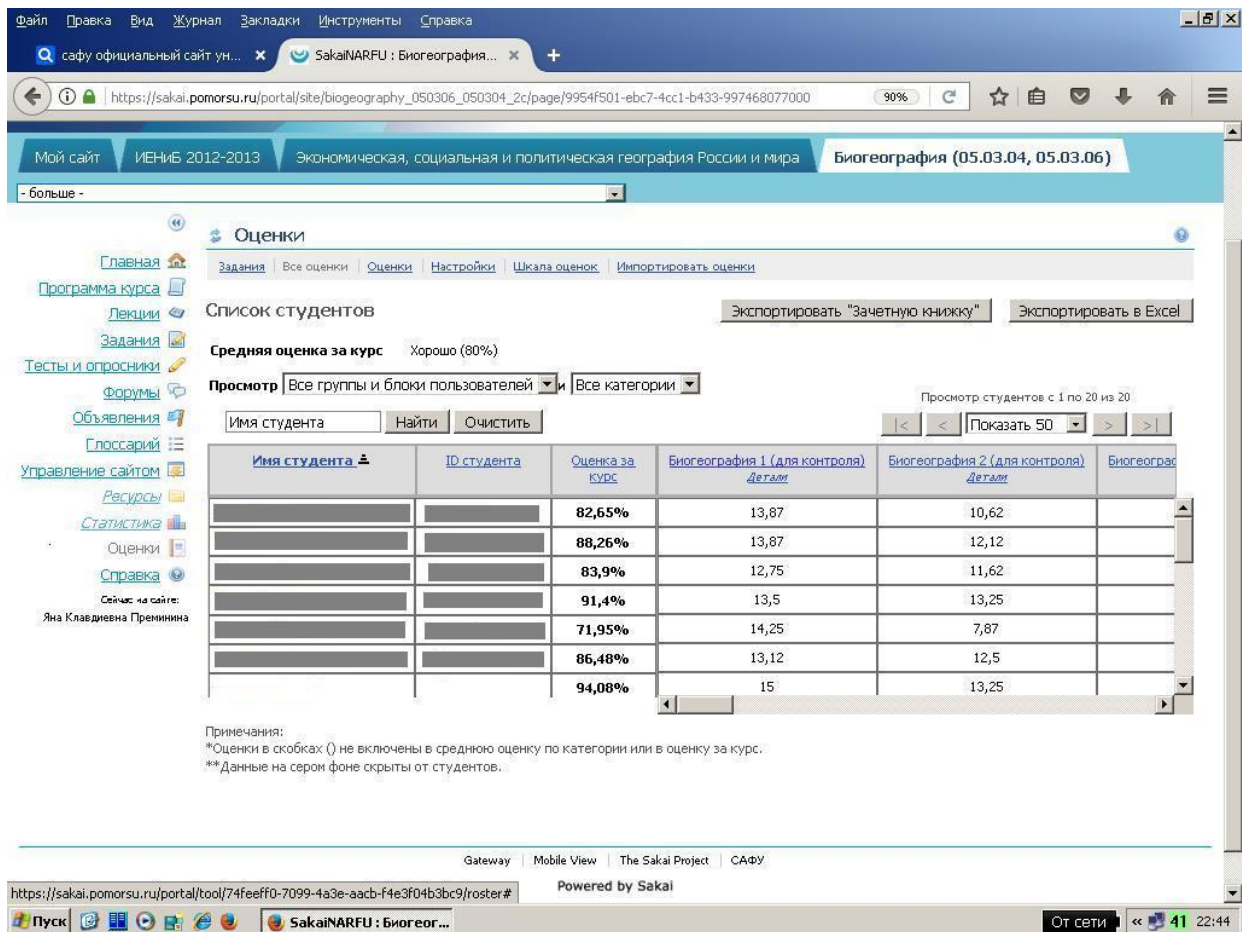 Файл Правка Вид Журнал Закладки Инструменты Справка
сафу официальный сайт ун... SakaiNARFU : Биогеография...
https://sakai.pomorsu.ru/portal/site/biogeography_050306_050304_2c/page/9954f501-ebc7-4cc1-b433-997468077000 90%
Мой сайт ИЕНиБ 2012-2013 Экономическая, социальная и политическая география России и мира Биогеография (05.03.04, 05.03.06)
- больше -
Главная
Программа курса
Лекции
Задания
Тесты и опросники
Форумы
Объявления
Глоссарий
Управление сайтом
Ресурсы
Статистика
Оценки
Справка
Сейчас на сайте:
Яна Клавдиевна Преминина
Оценки
Задания Все оценки Оценки Настройки Шкала оценок Импортировать оценки
Список студентов Экспортировать "Зачетную книжку" Экспортировать в Excel
Средняя оценка за курс Хорошо (80%)
Просмотр Все группы и блоки пользователей и Все категории
Просмотр студентов с 1 по 20 из 20
Имя студента Найти Очистить |< < Показать 50 > >|
Имя студента ID студента Оценка за курс Биогеография 1 (для контроля) Детали Биогеография 2 (для контроля) Детали Биогеограс
82,65% 13,87 10,62
88,26% 13,87 12,12
83,9% 12,75 11,62
91,4% 13,5 13,25
71,95% 14,25 7,87
86,48% 13,12 12,5
94,08% 15 13,25
Примечания:
*Оценки в скобках () не включены в среднюю оценку по категории или в оценку за курс.
**Данные на сером фоне скрыты от студентов.
Gateway Mobile View The Sakai Project САФУ
Powered by Sakai
https://sakai.pomorsu.ru/portal/tool/74feeff0-7099-4a3e-aacb-f4e3f04b3bc9/roster#
Пуск SakaiNARFU : Биогеог... От сети « 41 22:44